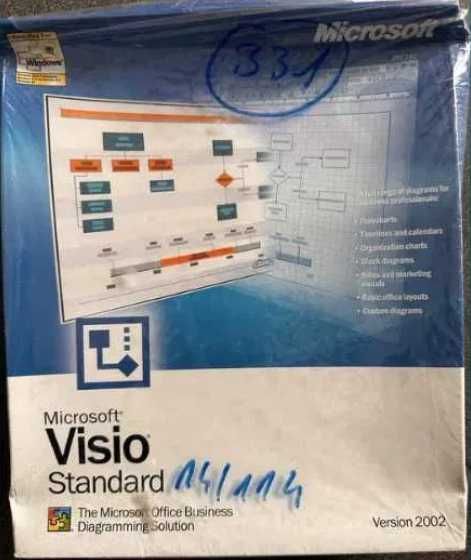 Microsoft
331
Windows
A full range of diagrams for
business professionals:
• Flowcharts
• Timelines and calendars
• Organization charts
• Block diagrams
• Sales and marketing
visuals
• Basic office layouts
• Custom diagrams
Microsoft®
Visio®
Standard
14/114
The Microsoft Office Business
Diagramming Solution
Version 2002